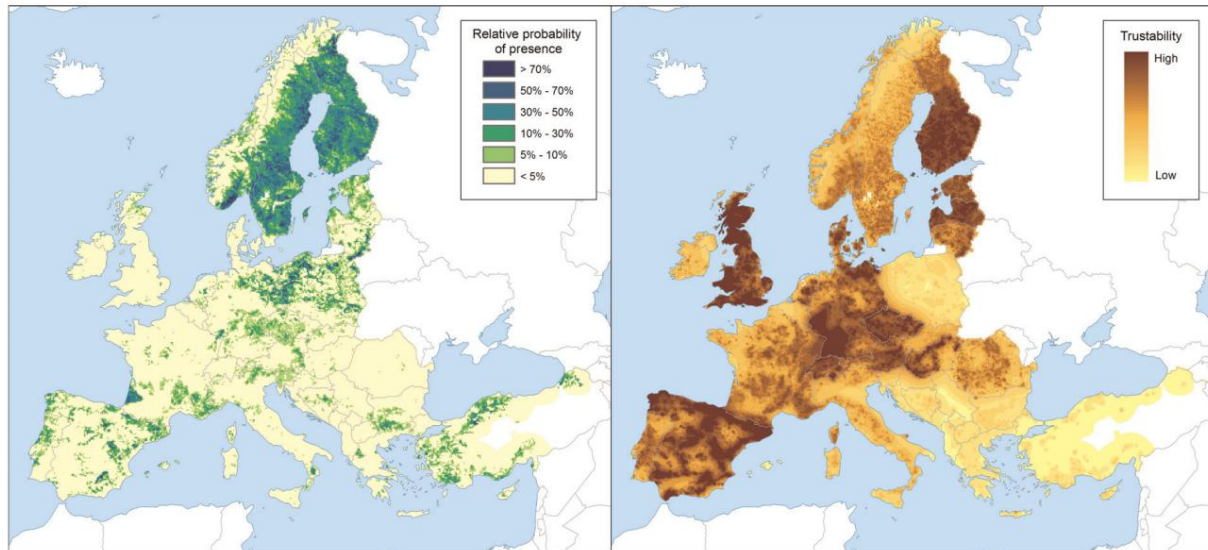 Relative probability
of presence
> 70%
50% - 70%
30% - 50%
10% - 30%
5% - 10%
< 5%
Trustability
High
Low